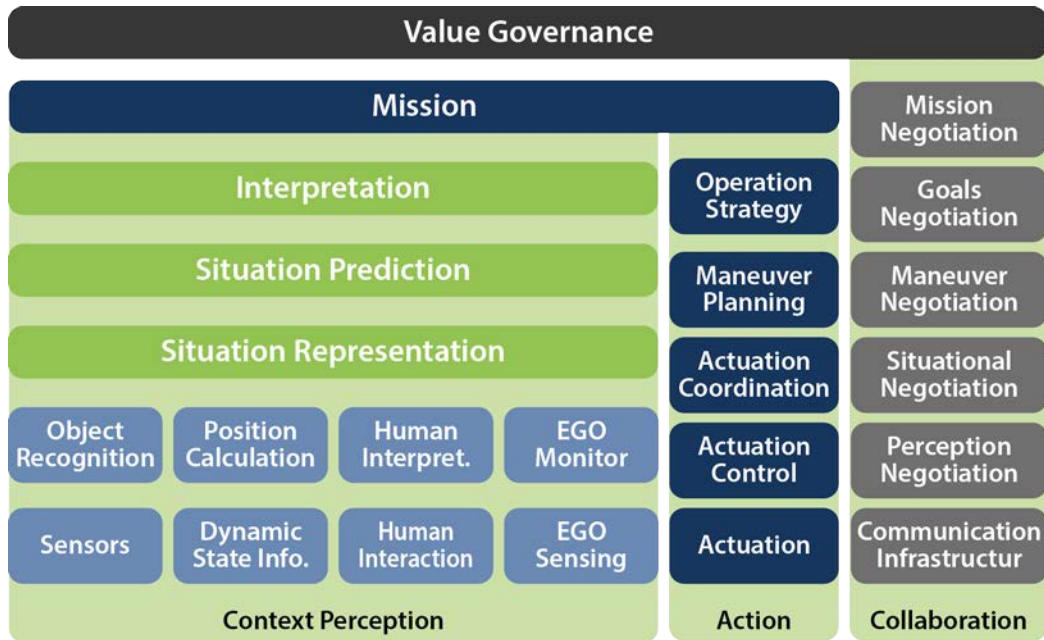 Value Governance
Mission
Interpretation
Situation Prediction
Situation Representation
Object
Recognition
Position
Calculation
Human
Interpret.
EGO
Monitor
Sensors
Dynamic
State Info.
Human
Interaction
EGO
Sensing
Context Perception
Operation
Strategy
Maneuver
Planning
Actuation
Coordination
Actuation
Control
Actuation
Action
Mission
Negotiation
Goals
Negotiation
Maneuver
Negotiation
Situational
Negotiation
Perception
Negotiation
Communication
Infrastructur
Collaboration